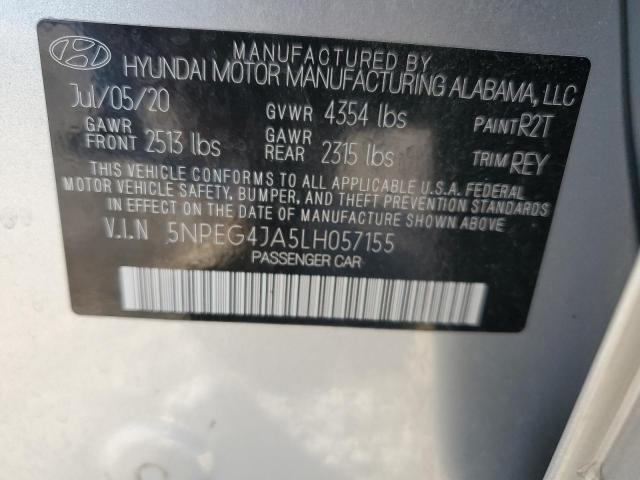 MANUFACTURED BY
HYUNDAI MOTOR MANUFACTURING ALABAMA, LLC
Jul/05/20 GVWR 4354 lbs PAINT R2T
GAWR FRONT 2513 lbs GAWR REAR 2315 lbs TRIM REY
THIS VEHICLE CONFORMS TO ALL APPLICABLE U.S.A. FEDERAL
MOTOR VEHICLE SAFETY, BUMPER, AND THEFT PREVENTION STANDARDS
IN EFFECT ON THE DATE OF MANUFACTURE SHOWN ABOVE.
V.I.N 5NPEG4JA5LH057155
PASSENGER CAR